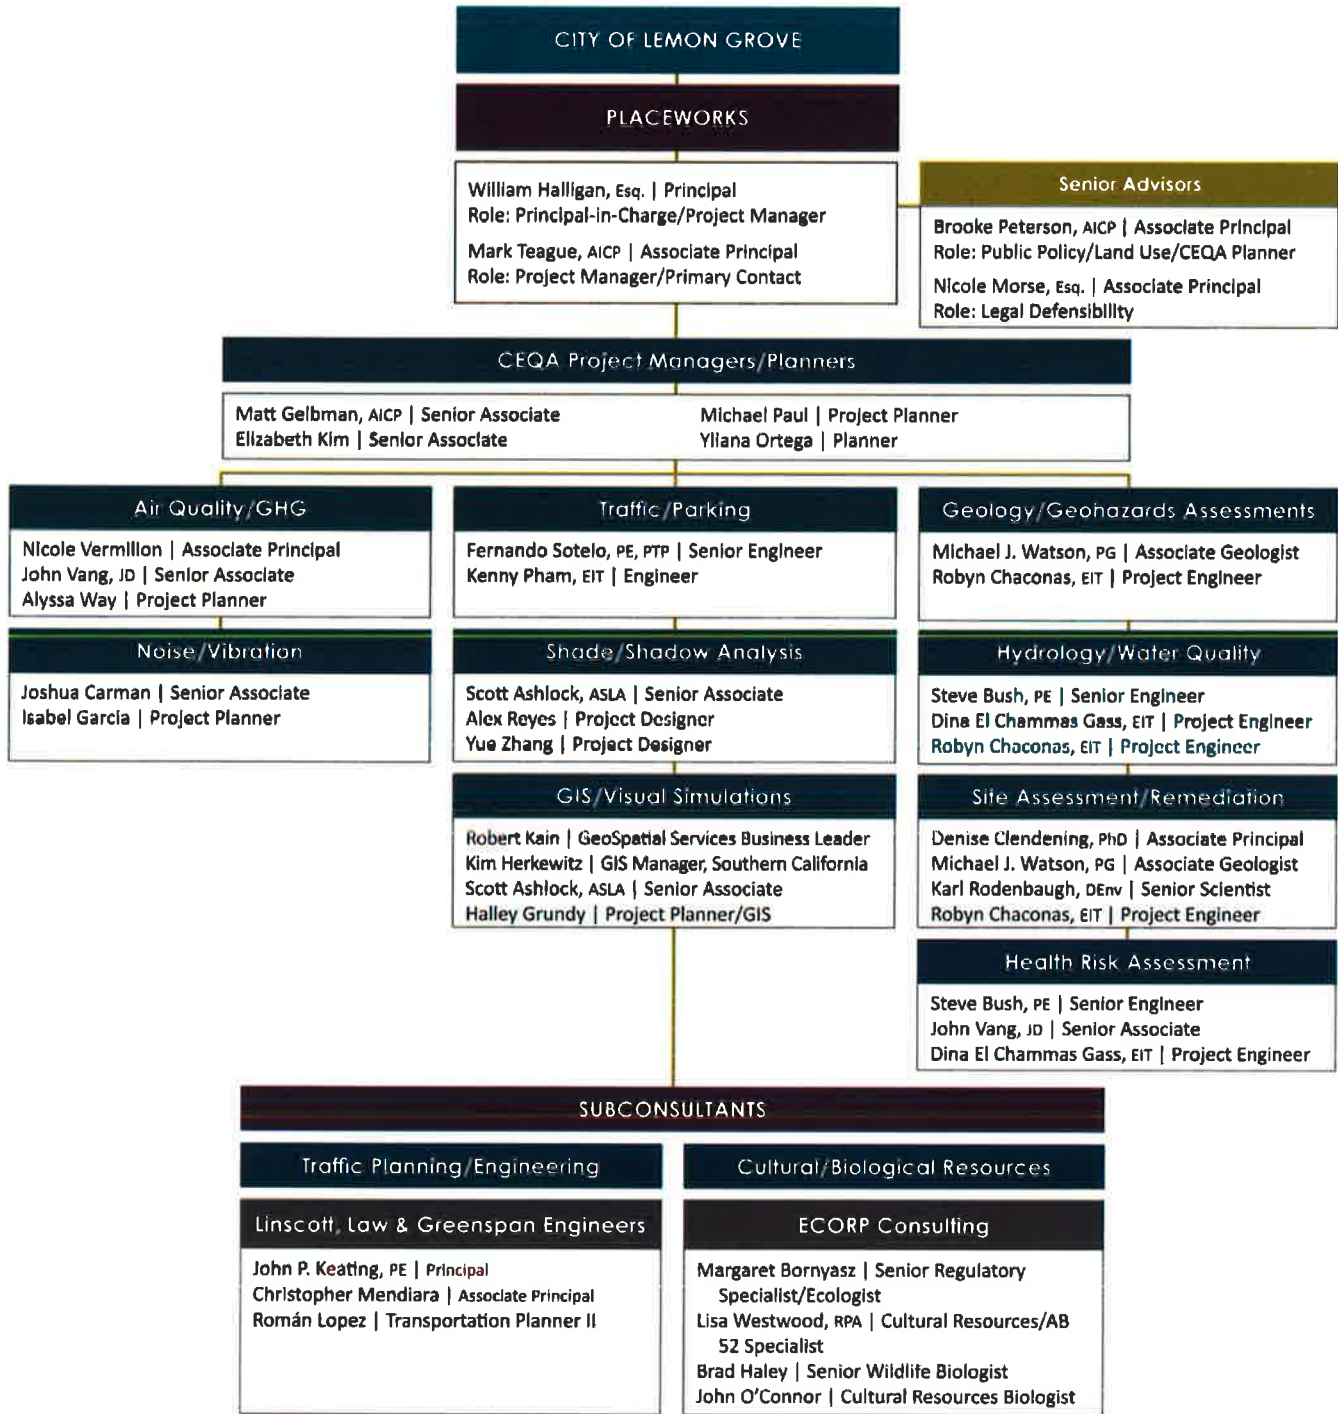 CITY OF LEMON GROVE
PLACEWORKS
William Halligan, Esq. | Principal
Role: Principal-in-Charge/Project Manager
Mark Teague, AICP | Associate Principal
Role: Project Manager/Primary Contact
Senior Advisors
Brooke Peterson, AICP | Associate Principal
Role: Public Policy/Land Use/CEQA Planner
Nicole Morse, Esq. | Associate Principal
Role: Legal Defensibility
CEQA Project Managers/Planners
Matt Gelbman, AICP | Senior Associate
Elizabeth Kim | Senior Associate
Michael Paul | Project Planner
Yliana Ortega | Planner
Air Quality/GHG
Nicole Vermilion | Associate Principal
John Vang, JD | Senior Associate
Alyssa Way | Project Planner
Noise/Vibration
Joshua Carman | Senior Associate
Isabel Garcia | Project Planner
Traffic/Parking
Fernando Sotelo, PE, PTP | Senior Engineer
Kenny Pham, EIT | Engineer
Shade/Shadow Analysis
Scott Ashlock, ASLA | Senior Associate
Alex Reyes | Project Designer
Yue Zhang | Project Designer
GIS/Visual Simulations
Robert Kain | GeoSpatial Services Business Leader
Kim Herkewitz | GIS Manager, Southern California
Scott Ashlock, ASLA | Senior Associate
Halley Grundy | Project Planner/GIS
Geology/Geohazards Assessments
Michael J. Watson, PG | Associate Geologist
Robyn Chaconas, EIT | Project Engineer
Hydrology/Water Quality
Steve Bush, PE | Senior Engineer
Dina El Chammas Gass, EIT | Project Engineer
Robyn Chaconas, EIT | Project Engineer
Site Assessment/Remediation
Denise Clendening, PhD | Associate Principal
Michael J. Watson, PG | Associate Geologist
Karl Rodenbaugh, DEnv | Senior Scientist
Robyn Chaconas, EIT | Project Engineer
Health Risk Assessment
Steve Bush, PE | Senior Engineer
John Vang, JD | Senior Associate
Dina El Chammas Gass, EIT | Project Engineer
SUBCONSULTANTS
Traffic Planning/Engineering
Linscott, Law & Greenspan Engineers
John P. Keating, PE | Principal
Christopher Mendiara | Associate Principal
Román Lopez | Transportation Planner II
Cultural/Biological Resources
ECORP Consulting
Margaret Bornyasz | Senior Regulatory
Specialist/Ecologist
Lisa Westwood, RPA | Cultural Resources/AB
52 Specialist
Brad Haley | Senior Wildlife Biologist
John O'Connor | Cultural Resources Biologist